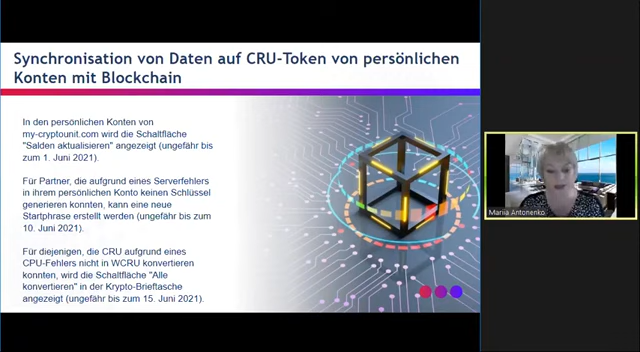 Synchronisation von Daten auf CRU-Token von persönlichen
Konten mit Blockchain
In den persönlichen Konten von
my-cryptounit.com wird die Schaltfläche
"Salden aktualisieren" angezeigt (ungefähr bis
zum 1. Juni 2021).
Für Partner, die aufgrund eines Serverfehlers
in ihrem persönlichen Konto keinen Schlüssel
generieren konnten, kann eine neue
Startphrase erstellt werden (ungefähr bis zum
10. Juni 2021).
Für diejenigen, die CRU aufgrund eines
CPU-Fehlers nicht in WCRU konvertieren
konnten, wird die Schaltfläche "Alle
konvertieren" in der Krypto-Brieftasche
angezeigt (ungefähr bis zum 15. Juni 2021).
Mariia Antonenko